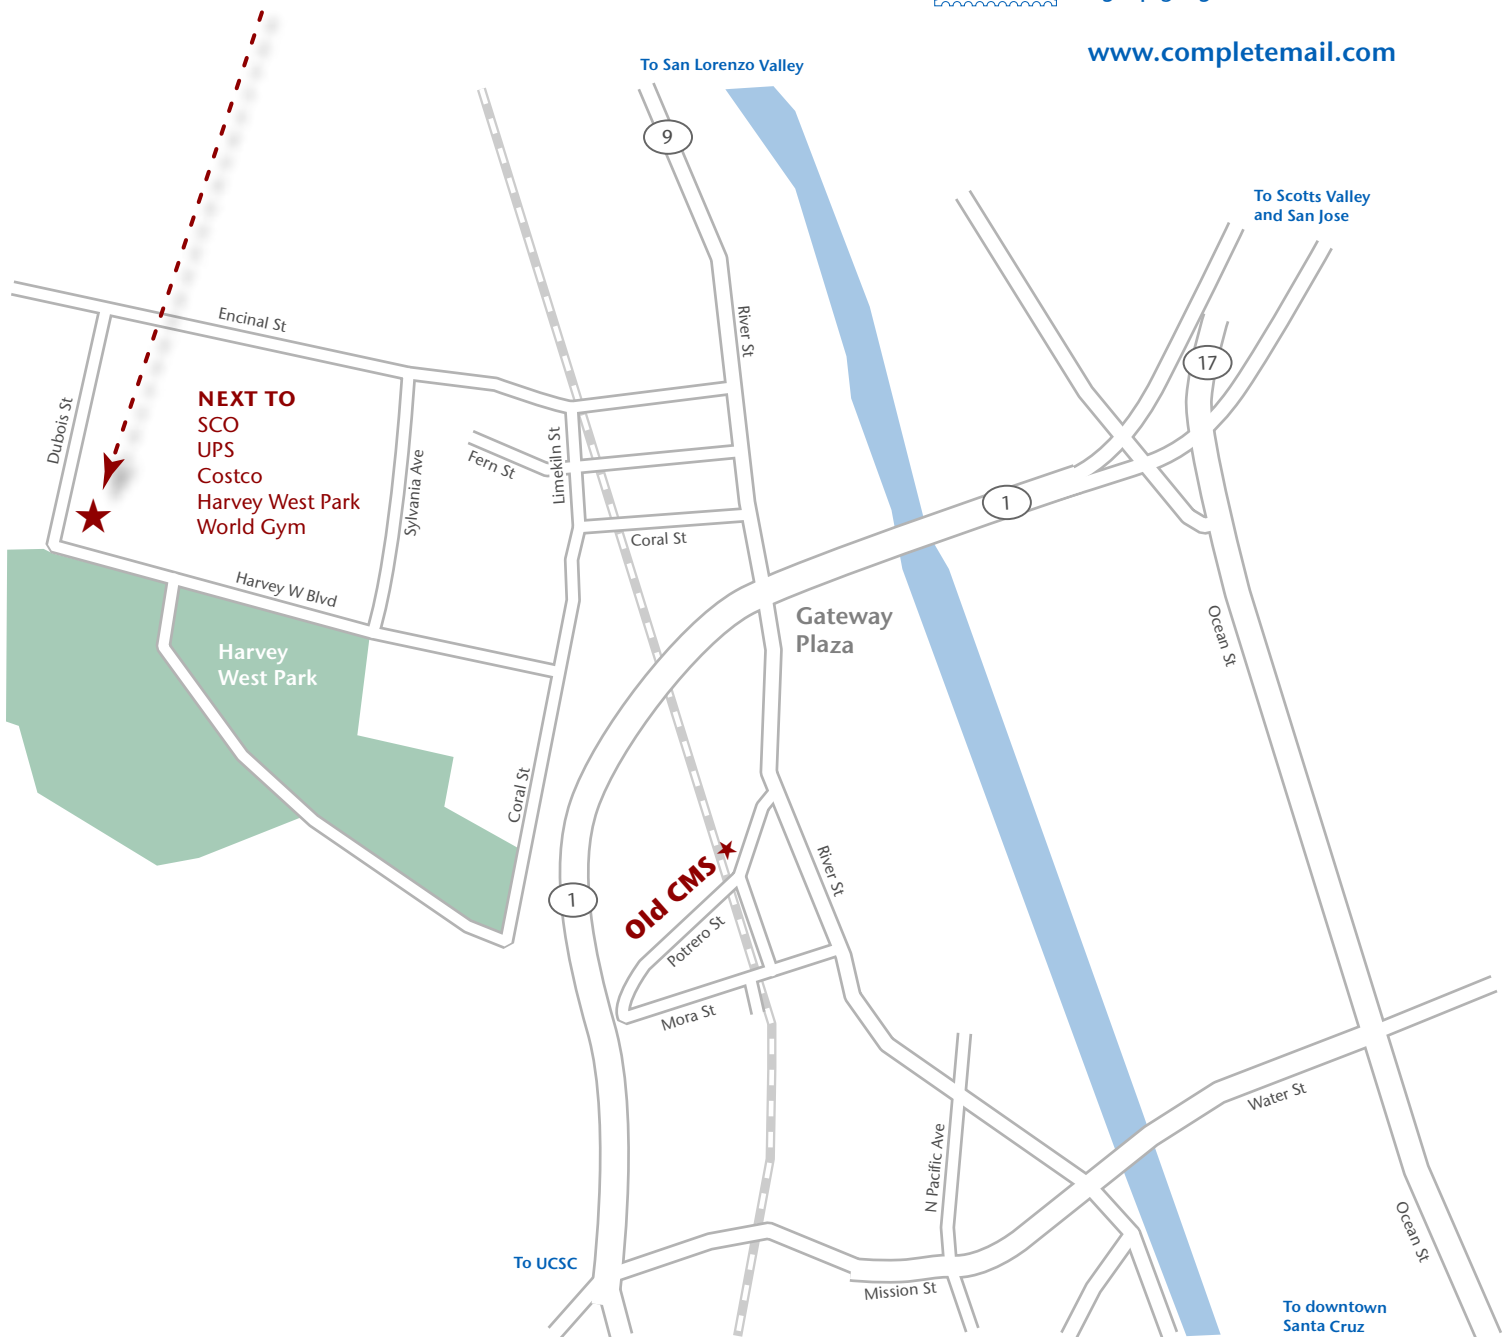 www.completemail.com
To San Lorenzo Valley
9
To Scotts Valley
and San Jose
17
Encinal St
River St
Dubois St
NEXT TO
SCO
UPS
Costco
Harvey West Park
World Gym
Sylvania Ave
Fern St
Limekiln St
Coral St
1
Harvey W Blvd
Gateway
Plaza
Ocean St
Harvey
West Park
Coral St
Old CMS
River St
1
Potrero St
Mora St
Water St
N Pacific Ave
Ocean St
To UCSC
Mission St
To downtown
Santa Cruz